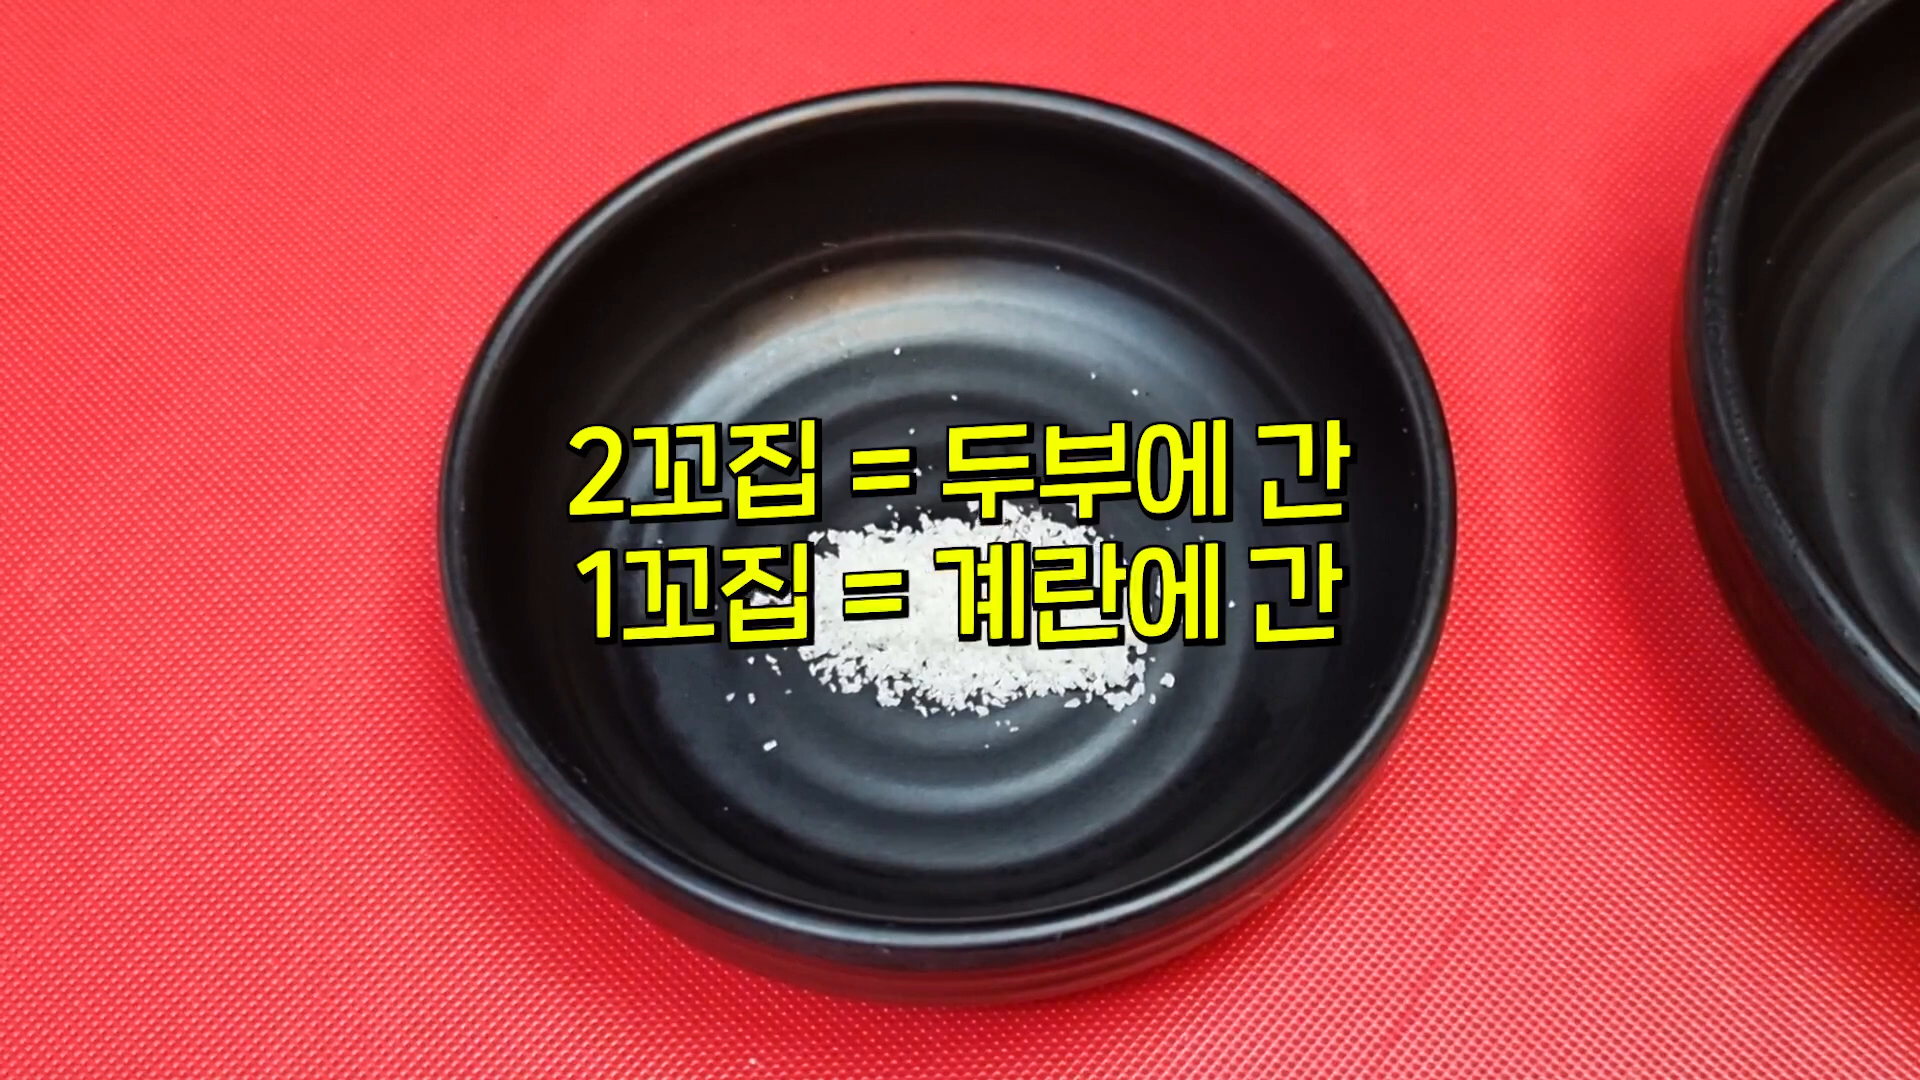 2꼬집 = 두부에 간
1꼬집 = 계란에 간